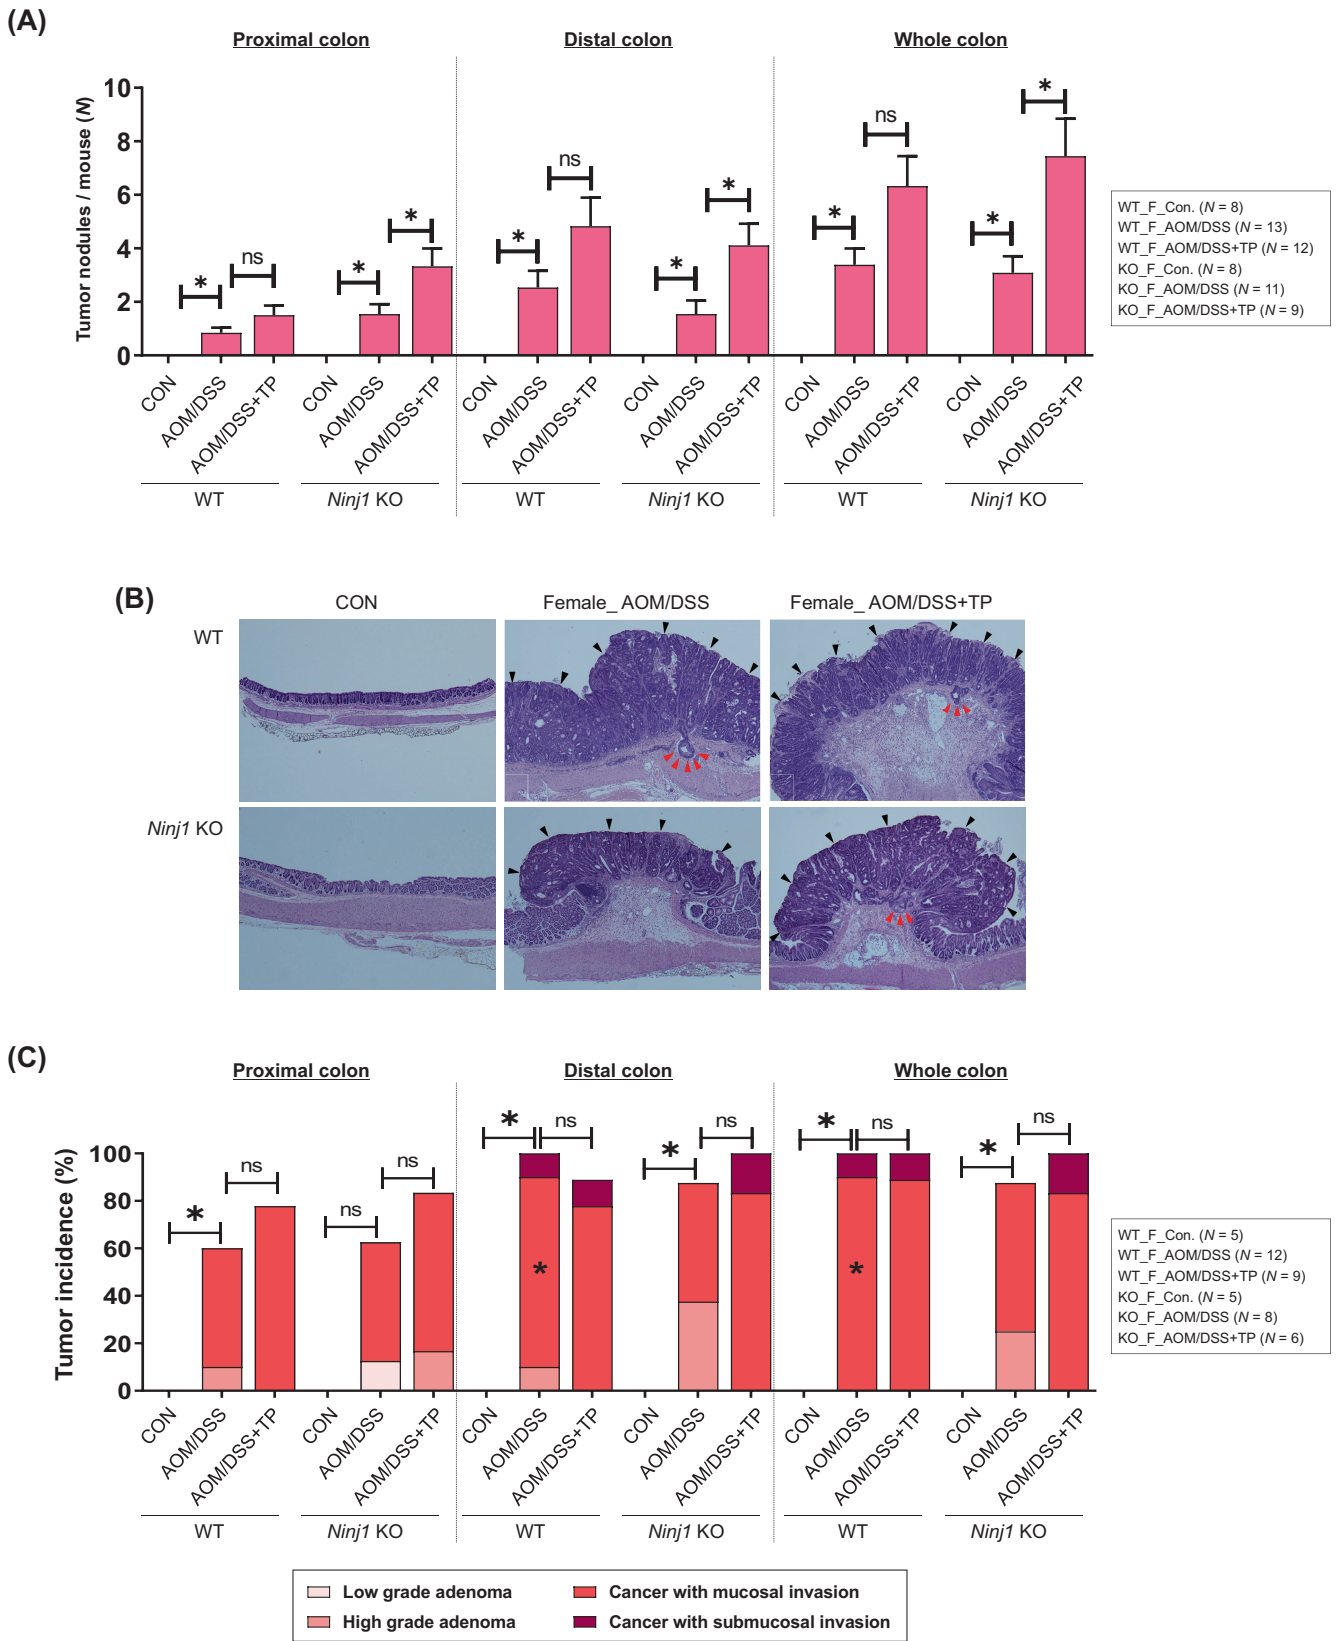 (A)
Proximal colon
Distal colon
Whole colon
Tumor nodules / mouse (N)
10
8
6
4
2
0
*
ns
*
*
*
ns
*
*
*
ns
*
*
CON
AOM/DSS
AOM/DSS+TP
CON
AOM/DSS
AOM/DSS+TP
CON
AOM/DSS
AOM/DSS+TP
CON
AOM/DSS
AOM/DSS+TP
CON
AOM/DSS
AOM/DSS+TP
CON
AOM/DSS
AOM/DSS+TP
WT
Ninj1 KO
WT
Ninj1 KO
WT
Ninj1 KO
WT_F_Con. (N = 8)
WT_F_AOM/DSS (N = 13)
WT_F_AOM/DSS+TP (N = 12)
KO_F_Con. (N = 8)
KO_F_AOM/DSS (N = 11)
KO_F_AOM/DSS+TP (N = 9)
(B)
CON
Female_ AOM/DSS
Female_ AOM/DSS+TP
WT
Ninj1 KO
(C)
Proximal colon
Distal colon
Whole colon
Tumor incidence (%)
100
80
60
40
20
0
*
ns
ns
ns
*
ns
*
*
ns
*
ns
*
*
ns
CON
AOM/DSS
AOM/DSS+TP
CON
AOM/DSS
AOM/DSS+TP
CON
AOM/DSS
AOM/DSS+TP
CON
AOM/DSS
AOM/DSS+TP
CON
AOM/DSS
AOM/DSS+TP
CON
AOM/DSS
AOM/DSS+TP
WT
Ninj1 KO
WT
Ninj1 KO
WT
Ninj1 KO
WT_F_Con. (N = 5)
WT_F_AOM/DSS (N = 12)
WT_F_AOM/DSS+TP (N = 9)
KO_F_Con. (N = 5)
KO_F_AOM/DSS (N = 8)
KO_F_AOM/DSS+TP (N = 6)
Low grade adenoma
Cancer with mucosal invasion
High grade adenoma
Cancer with submucosal invasion